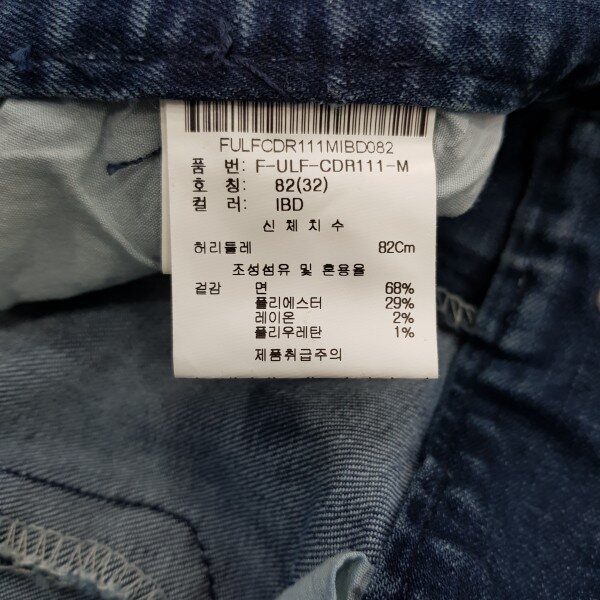 FULFCDR111MIBD082
품 번: F-ULF-CDR111-M
호 칭: 82(32)
컬 러: IBD
신 체 치 수
허리둘레 82Cm
조성섬유 및 혼용율
겉감 면 68%
폴리에스터 29%
레이온 2%
폴리우레탄 1%
제품취급주의